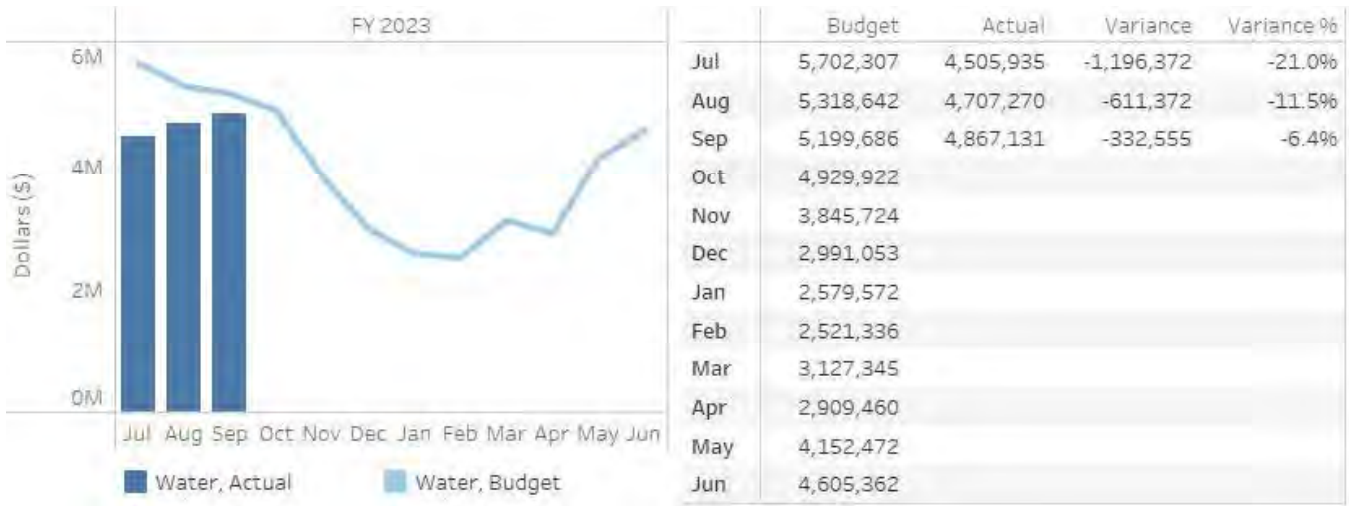 FY 2023
6M
4M
2M
0M
Dollars ($)
Jul Aug Sep Oct Nov Dec Jan Feb Mar Apr May Jun
Water, Actual Water, Budget
Budget Actual Variance Variance %
Jul 5,702,307 4,505,935 -1,196,372 -21.0%
Aug 5,318,642 4,707,270 -611,372 -11.5%
Sep 5,199,686 4,867,131 -332,555 -6.4%
Oct 4,929,922
Nov 3,845,724
Dec 2,991,053
Jan 2,579,572
Feb 2,521,336
Mar 3,127,345
Apr 2,909,460
May 4,152,472
Jun 4,605,362